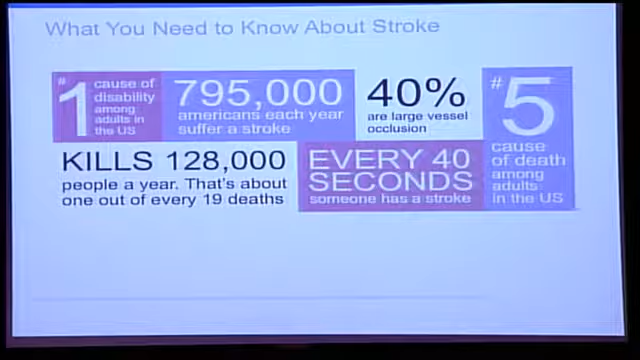 What You Need to Know About Stroke
#1
cause of
disability
among
adults in
the US
795,000
americans each year
suffer a stroke
40%
are large vessel
occlusion
#5
cause
of death
among
adults
in the US
KILLS 128,000
people a year. That's about
one out of every 19 deaths
EVERY 40
SECONDS
someone has a stroke